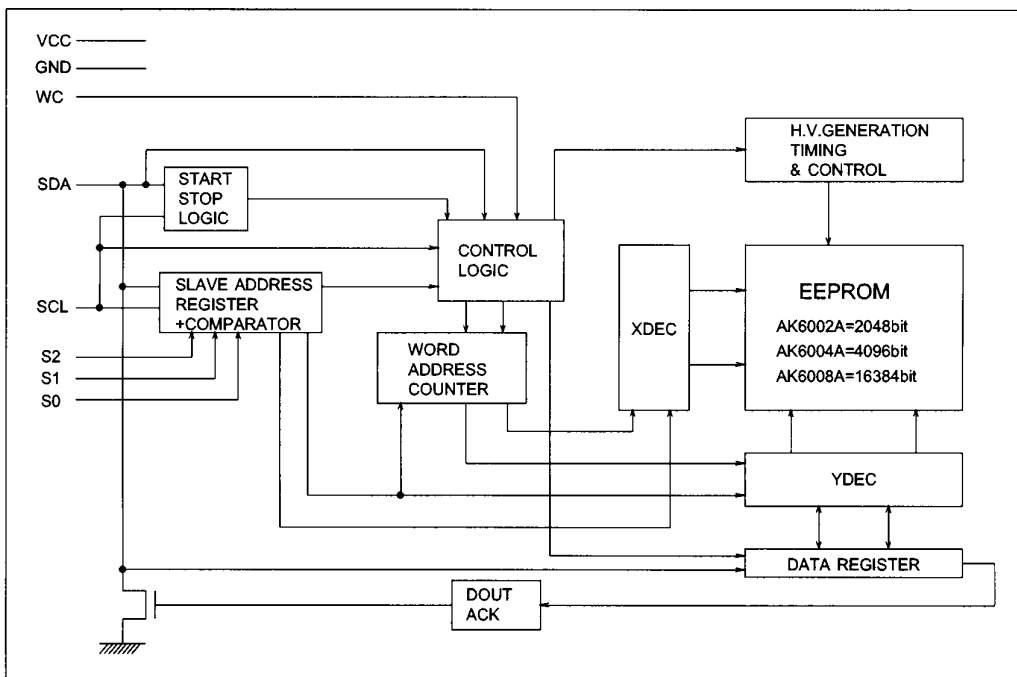 VCC
GND
WC
SDA
SCL
S2
S1
S0
START
STOP
LOGIC
SLAVE ADDRESS
REGISTER
+COMPARATOR
CONTROL
LOGIC
WORD
ADDRESS
COUNTER
H.V.GENERATION
TIMING
& CONTROL
XDEC
EEPROM
AK6002A=2048bit
AK6004A=4096bit
AK6008A=16384bit
YDEC
DATA REGISTER
DOUT
ACK